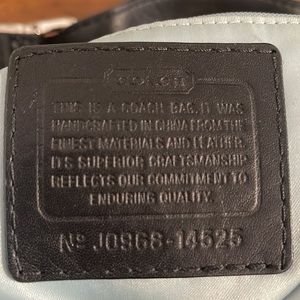 COACH
THIS IS A COACH BAG. IT WAS
HANDCRAFTED IN CHINA FROM THE
FINEST MATERIALS AND LEATHER.
ITS SUPERIOR CRAFTSMANSHIP
REFLECTS OUR COMMITMENT TO
ENDURING QUALITY.
Nº J0968-14525